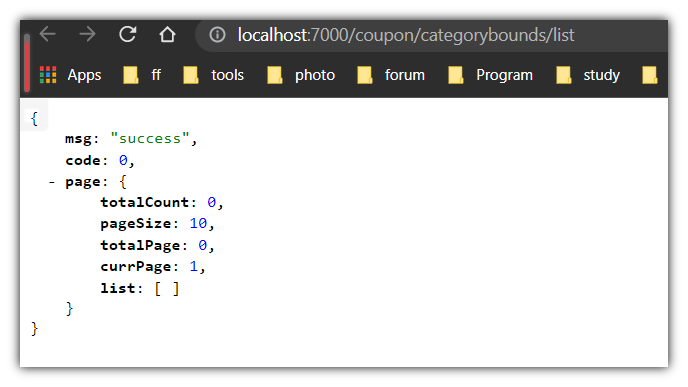 localhost:7000/coupon/categorybounds/list
Apps ff tools photo forum Program study
{
msg: "success",
code: 0,
- page: {
totalCount: 0,
pageSize: 10,
totalPage: 0,
currPage: 1,
list: [ ]
}
}